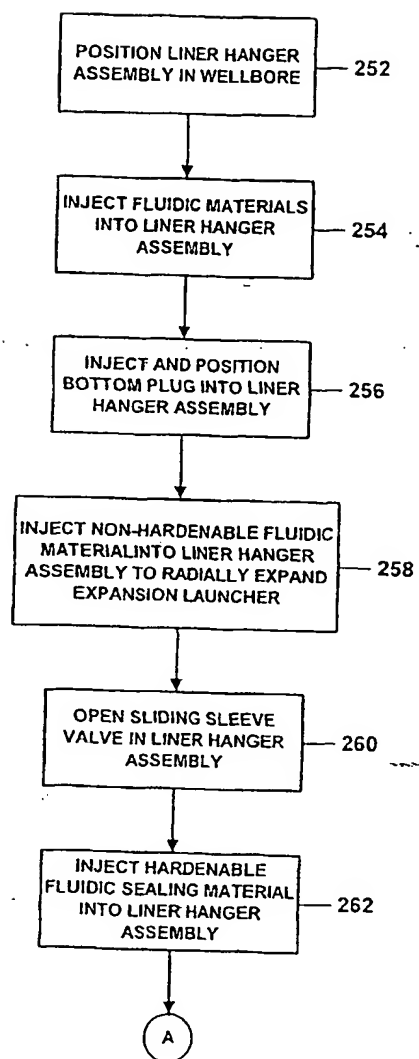 POSITION LINER HANGER
ASSEMBLY IN WELLBORE
252
INJECT FLUIDIC MATERIALS
INTO LINER HANGER
ASSEMBLY
254
INJECT AND POSITION
BOTTOM PLUG INTO LINER
HANGER ASSEMBLY
256
INJECT NON-HARDENABLE FLUIDIC
MATERIALINTO LINER HANGER
ASSEMBLY TO RADIALLY EXPAND
EXPANSION LAUNCHER
258
OPEN SLIDING SLEEVE
VALVE IN LINER HANGER
ASSEMBLY
260
INJECT HARDENABLE
FLUIDIC SEALING MATERIAL
INTO LINER HANGER
ASSEMBLY
262
A